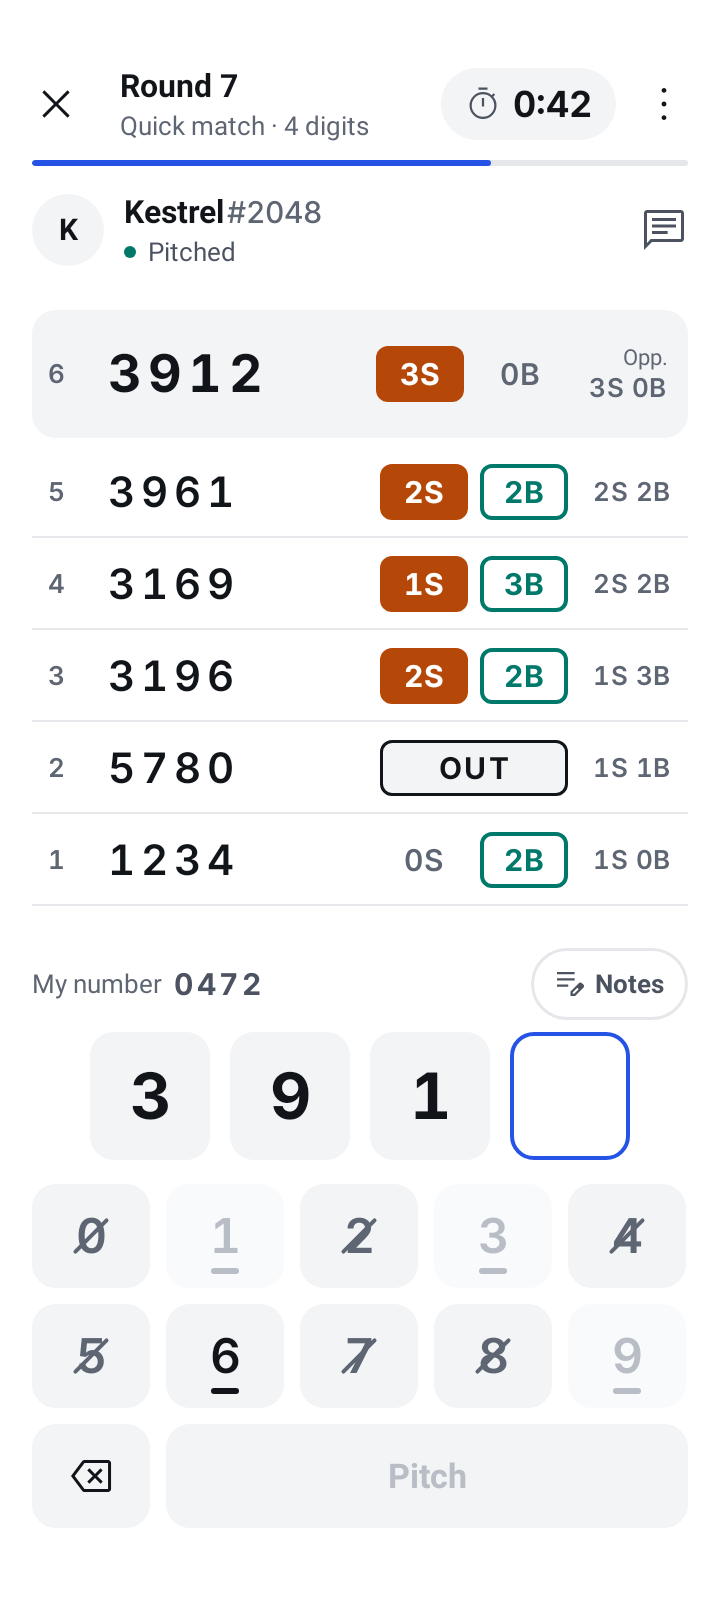 Round 7
Quick match · 4 digits
0:42
K
Kestrel#2048
Pitched
6 3912 3S 0B Opp. 3S 0B
5 3961 2S 2B 2S 2B
4 3169 1S 3B 2S 2B
3 3196 2S 2B 1S 3B
2 5780 OUT 1S 1B
1 1234 0S 2B 1S 0B
My number 0472
Notes
3 9 1
0 1 2 3 4
5 6 7 8 9
Pitch